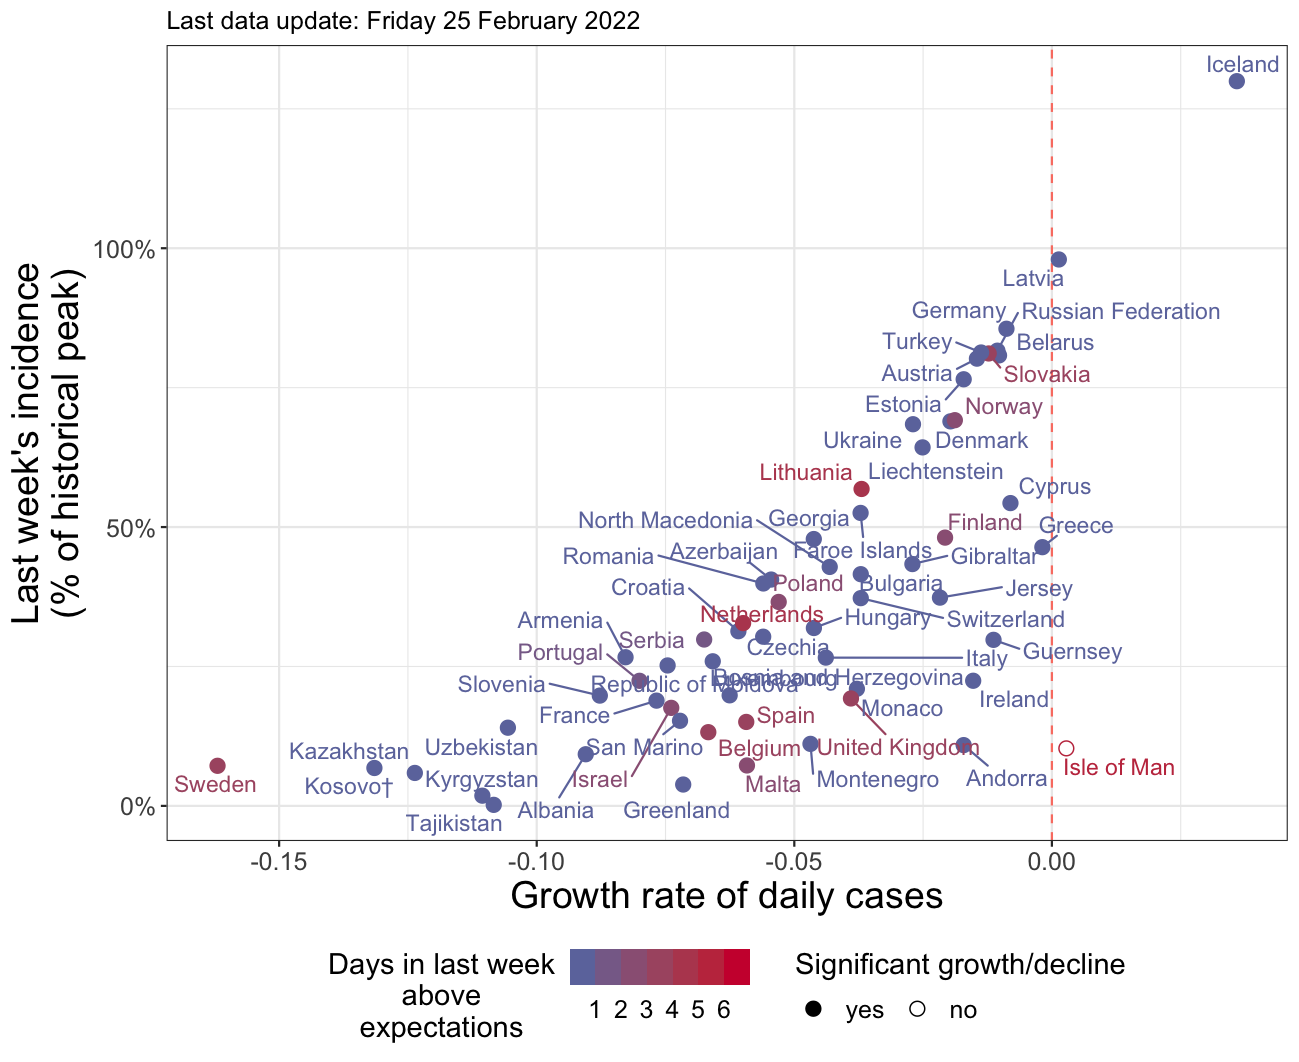 Last data update: Friday 25 February 2022
Last week's incidence
(% of historical peak)
100%
50%
0%
Iceland
Latvia
Germany
Russian Federation
Turkey
Belarus
Austria
Slovakia
Estonia
Norway
Ukraine
Denmark
Lithuania
Liechtenstein
Cyprus
North Macedonia
Georgia
Finland
Greece
Romania
Azerbaijan
Faroe Islands
Gibraltar
Croatia
Poland
Bulgaria
Jersey
Armenia
Netherlands
Hungary
Switzerland
Portugal
Serbia
Czechia
Italy
Guernsey
Slovenia
Republic of Moldova
Luxembourg
Bosnia and Herzegovina
Ireland
France
Spain
Monaco
Kazakhstan
Uzbekistan
San Marino
Belgium
United Kingdom
Isle of Man
Sweden
Kosovo†
Kyrgyzstan
Israel
Malta
Montenegro
Andorra
Tajikistan
Albania
Greenland
-0.15
-0.10
-0.05
0.00
Growth rate of daily cases
Days in last week
above
expectations
1 2 3 4 5 6
Significant growth/decline
yes
no